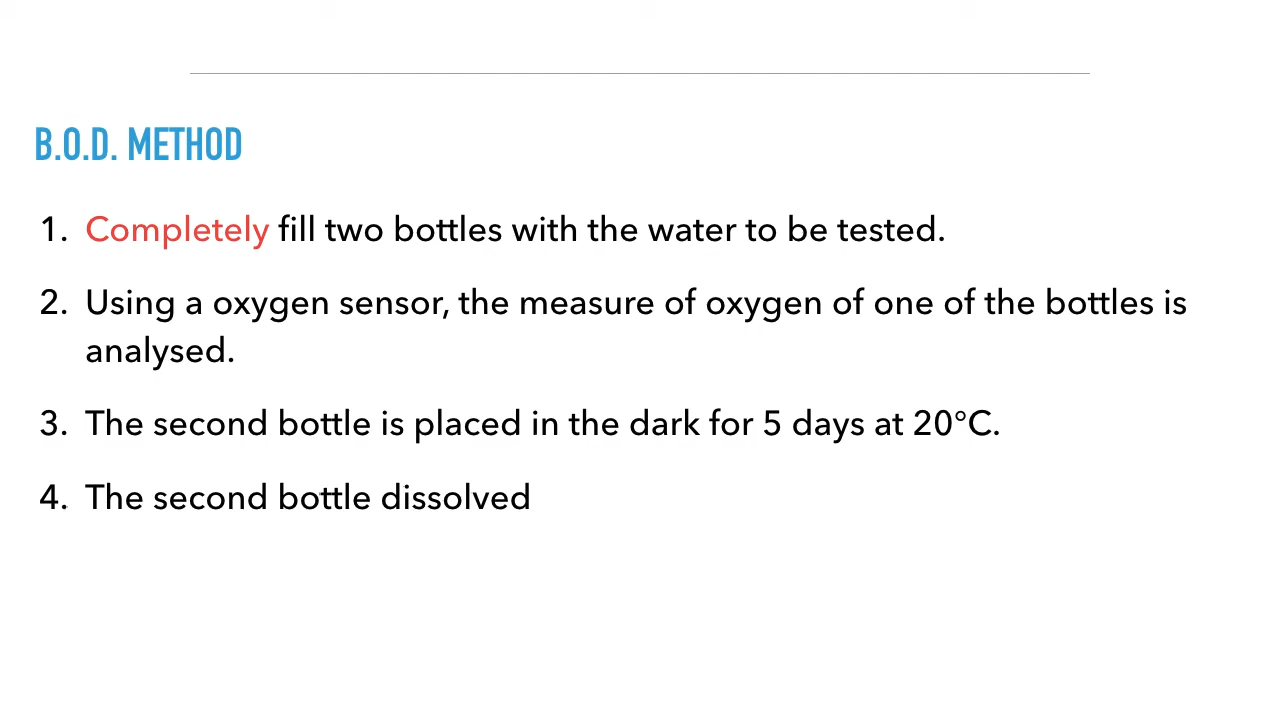 B.O.D. METHOD
1. Completely fill two bottles with the water to be tested.
2. Using a oxygen sensor, the measure of oxygen of one of the bottles is
analysed.
3. The second bottle is placed in the dark for 5 days at 20°C.
4. The second bottle dissolved